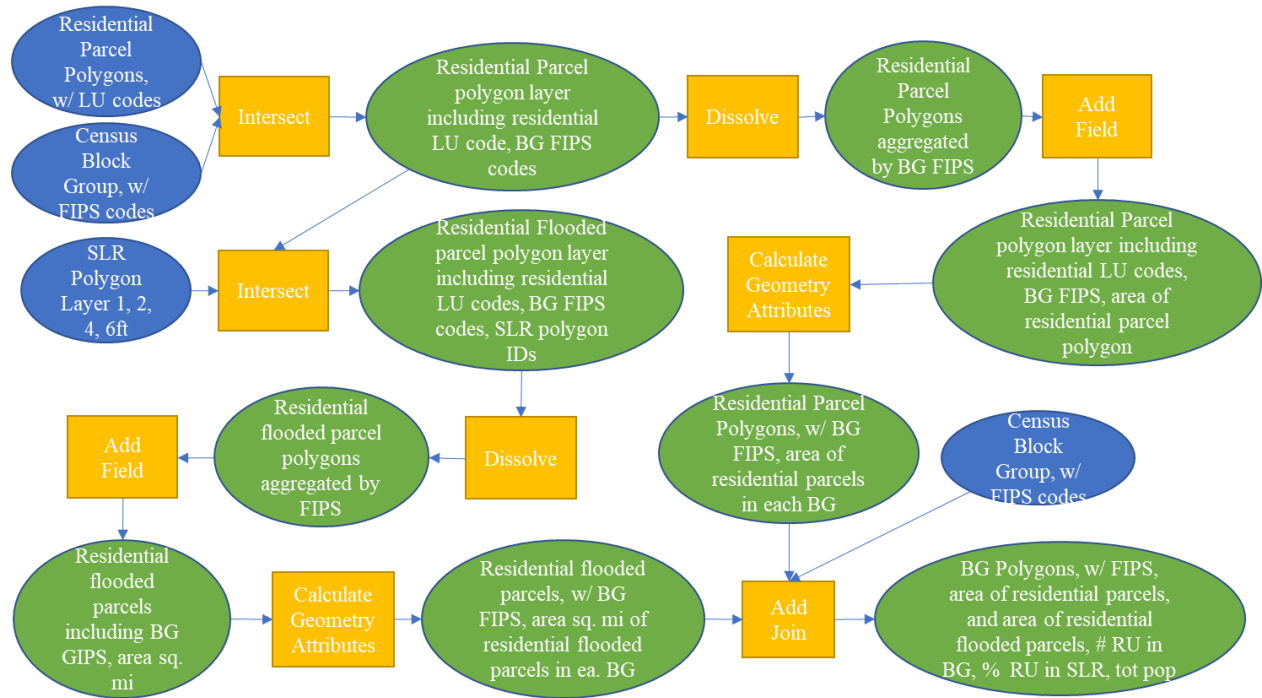 Residential
Parcel
Polygons,
w/ LU codes
Census
Block
Group, w/
FIPS codes
Intersect
Residential Parcel
polygon layer
including residential
LU code, BG FIPS
codes
Dissolve
Residential
Parcel
Polygons
aggregated
by BG FIPS
Add
Field
SLR
Polygon
Layer 1, 2,
4, 6ft
Intersect
Residential Flooded
parcel polygon layer
including residential
LU codes, BG FIPS
codes, SLR polygon
IDs
Calculate
Geometry
Attributes
Residential Parcel
polygon layer including
residential LU codes,
BG FIPS, area of
residential parcel
polygon
Add
Field
Residential
flooded parcel
polygons
aggregated by
FIPS
Dissolve
Residential Parcel
Polygons, w/ BG
FIPS, area of
residential parcels
in each BG
Census
Block
Group, w/
FIPS codes
Residential
flooded
parcels
including BG
GIPS, area sq.
mi
Calculate
Geometry
Attributes
Residential flooded
parcels, w/ BG
FIPS, area sq. mi of
residential flooded
parcels in ea. BG
Add
Join
BG Polygons, w/ FIPS,
area of residential parcels,
and area of residential
flooded parcels, # RU in
BG, % RU in SLR, tot pop